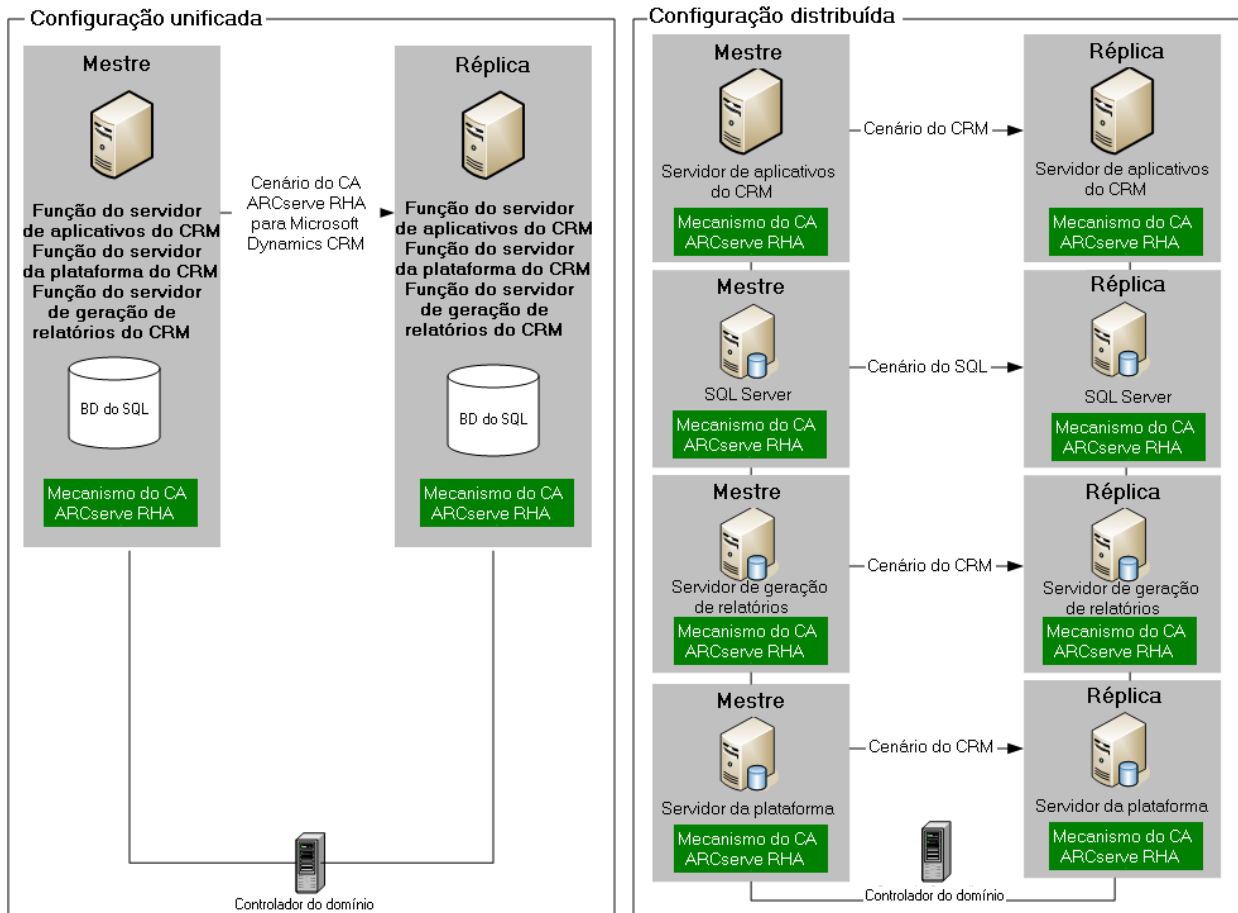 Configuração unificada
Mestre
Função do servidor
de aplicativos do CRM
Função do servidor
da plataforma do CRM
Função do servidor
de geração de
relatórios do CRM
BD do SQL
Mecanismo do CA
ARCserve RHA
Cenário do CA
ARCserve RHA
para Microsoft
Dynamics CRM
Réplica
Função do servidor
de aplicativos do CRM
Função do servidor
da plataforma do CRM
Função do servidor
de geração de
relatórios do CRM
BD do SQL
Mecanismo do CA
ARCserve RHA
Controlador do domínio
Configuração distribuída
Mestre
Servidor de aplicativos
do CRM
Mecanismo do CA
ARCserve RHA
Cenário do CRM
Réplica
Servidor de aplicativos
do CRM
Mecanismo do CA
ARCserve RHA
Mestre
SQL Server
Mecanismo do CA
ARCserve RHA
Cenário do SQL
Réplica
SQL Server
Mecanismo do CA
ARCserve RHA
Mestre
Servidor de geração
de relatórios
Mecanismo do CA
ARCserve RHA
Cenário do CRM
Réplica
Servidor de geração
de relatórios
Mecanismo do CA
ARCserve RHA
Mestre
Servidor da plataforma
Mecanismo do CA
ARCserve RHA
Cenário do CRM
Réplica
Servidor da plataforma
Mecanismo do CA
ARCserve RHA
Controlador do domínio